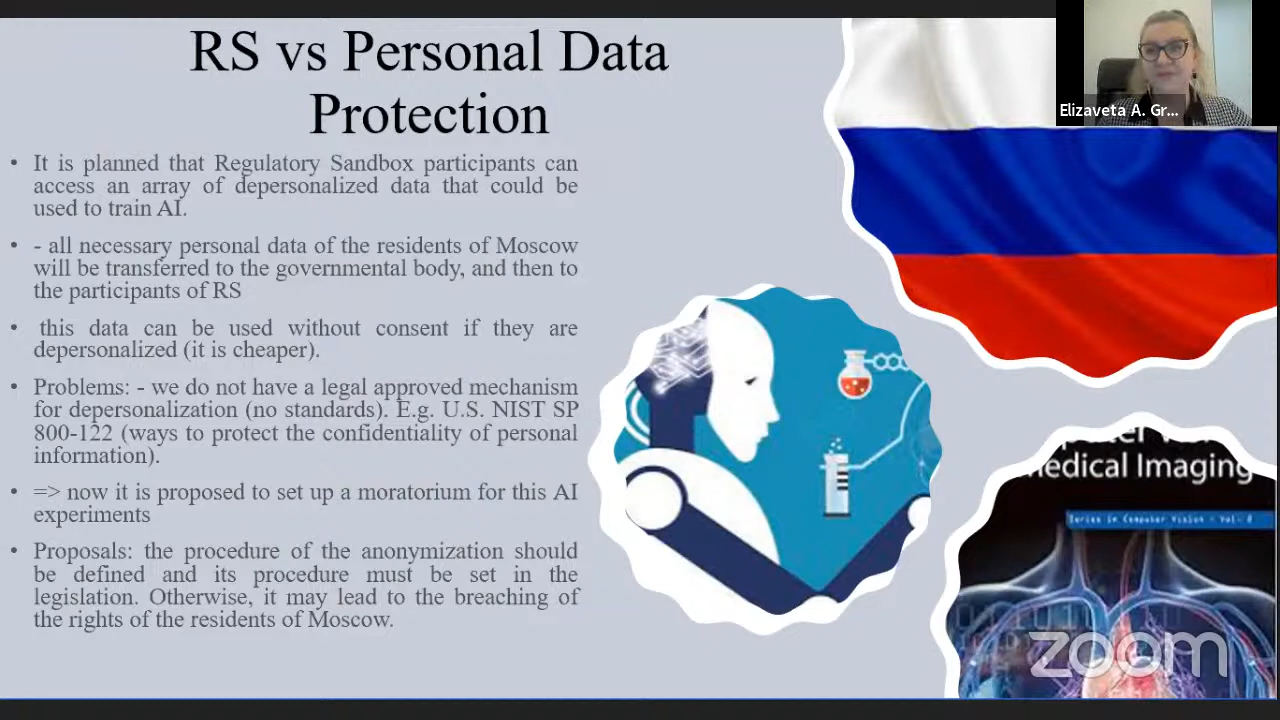 RS vs Personal Data
Protection
• It is planned that Regulatory Sandbox participants can
access an array of depersonalized data that could be
used to train AI.
• - all necessary personal data of the residents of Moscow
will be transferred to the governmental body, and then to
the participants of RS
• this data can be used without consent if they are
depersonalized (it is cheaper).
• Problems: - we do not have a legal approved mechanism
for depersonalization (no standards). E.g. U.S. NIST SP
800-122 (ways to protect the confidentiality of personal
information).
• => now it is proposed to set up a moratorium for this AI
experiments
• Proposals: the procedure of the anonymization should
be defined and its procedure must be set in the
legislation. Otherwise, it may lead to the breaching of
the rights of the residents of Moscow.
Elizaveta A. Gr...
Medical Imaging
Series in Computer Vision - Vol.
zoom